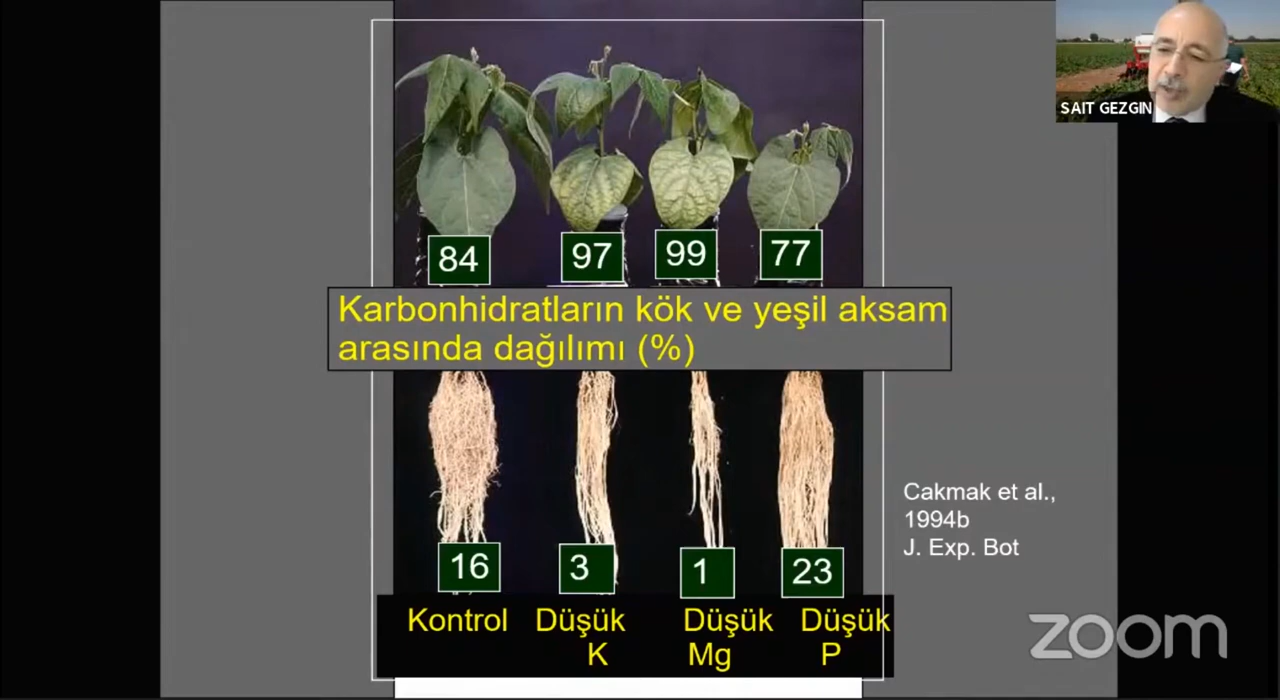 SAIT GEZGIN
84 97 99 77
Karbonhidratların kök ve yeşil aksam
arasında dağılımı (%)
Cakmak et al.,
1994b
J. Exp. Bot
16 3 1 23
Kontrol Düşük Düşük Düşük
K Mg P
zoom